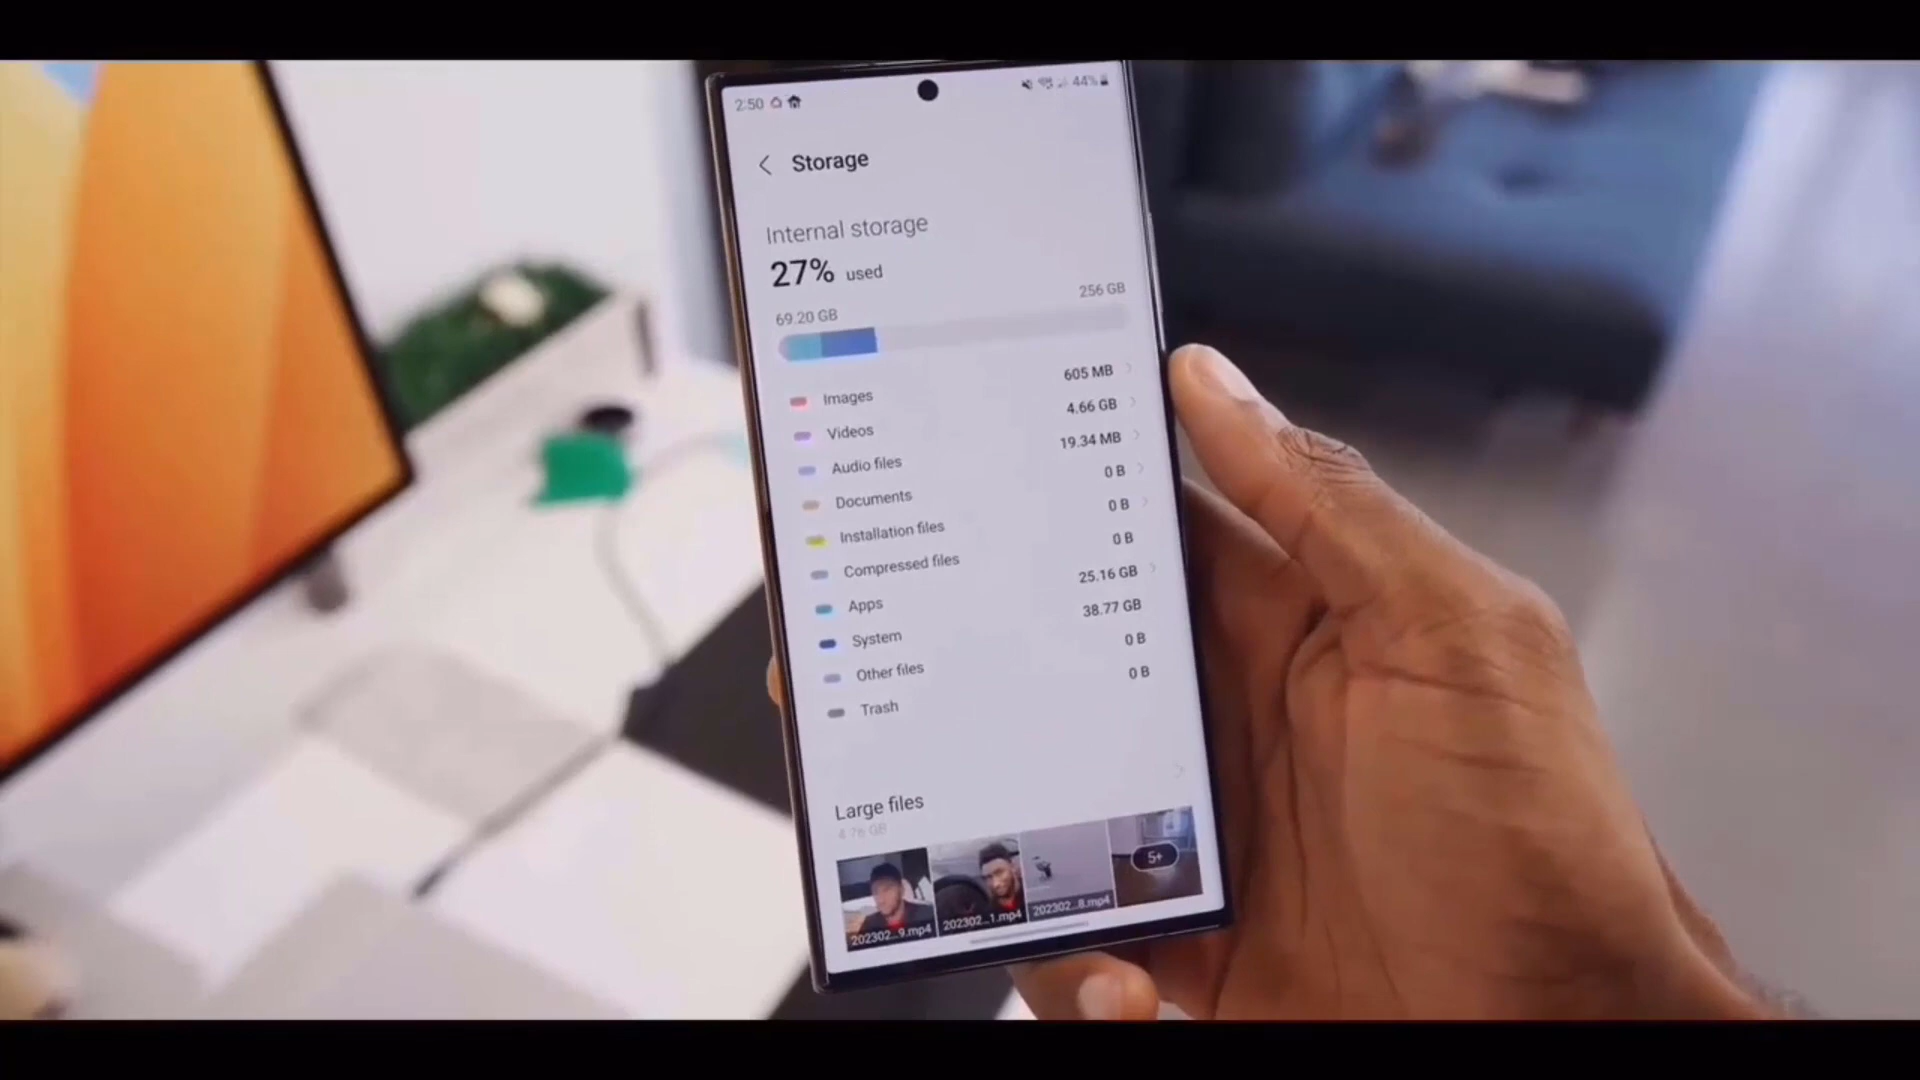 2:50 44%
Storage
Internal storage
27% used
69.20 GB 256 GB
Images 605 MB
Videos 4.66 GB
Audio files 19.34 MB
Documents 0 B
Installation files 0 B
Compressed files 0 B
Apps 25.16 GB
System 38.77 GB
Other files 0 B
Trash 0 B
Large files
4.76 GB
202302...9.mp4 202302...1.mp4 202302...8.mp4 5+